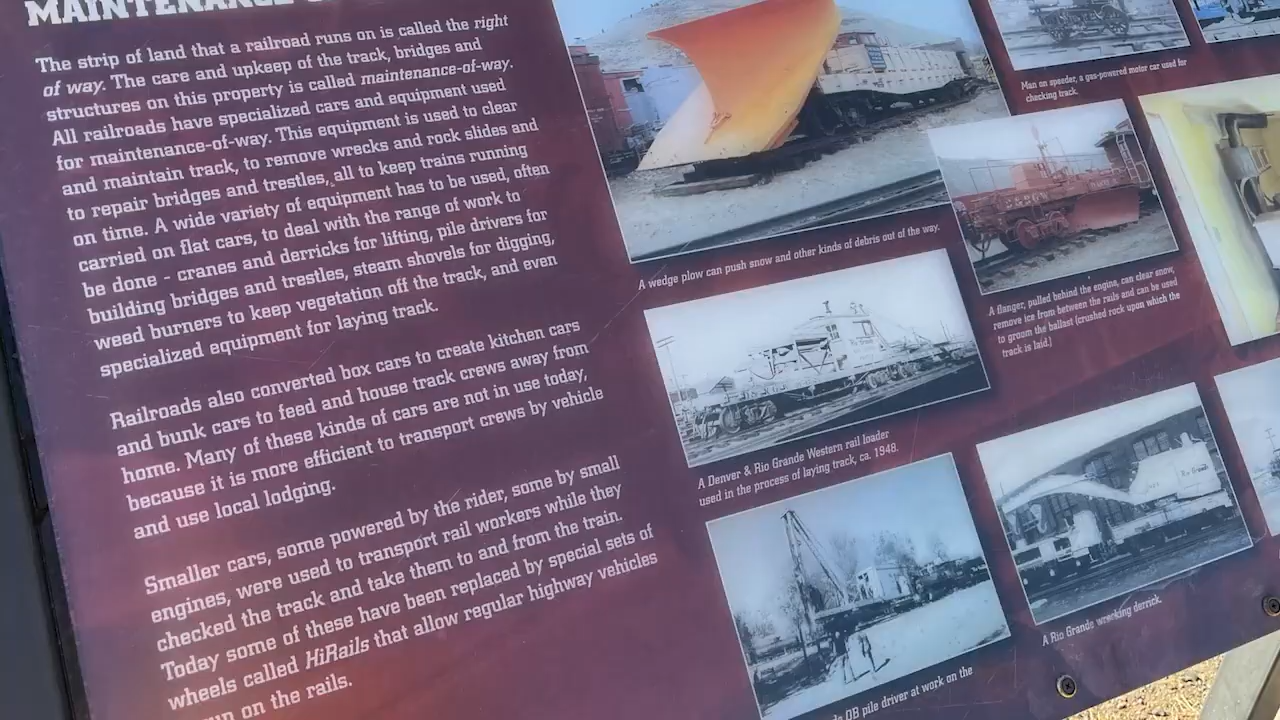 MAINTENANCE
The strip of land that a railroad runs on is called the right
of way. The care and upkeep of the track, bridges and
structures on this property is called maintenance-of-way.
All railroads have specialized cars and equipment used
for maintenance-of-way. This equipment is used to clear
and maintain track, to remove wrecks and rock slides and
to repair bridges and trestles, all to keep trains running
on time. A wide variety of equipment has to be used, often
carried on flat cars, to deal with the range of work to
be done - cranes and derricks for lifting, pile drivers for
building bridges and trestles, steam shovels for digging,
weed burners to keep vegetation off the track, and even
specialized equipment for laying track.
Railroads also converted box cars to create kitchen cars
and bunk cars to feed and house track crews away from
home. Many of these kinds of cars are not in use today,
because it is more efficient to transport crews by vehicle
and use local lodging.
Smaller cars, some powered by the rider, some by small
engines, were used to transport rail workers while they
checked the track and take them to and from the train.
Today some of these have been replaced by special sets of
wheels called HiRails that allow regular highway vehicles
on the rails.
A wedge plow can push snow and other kinds of debris out of the way.
A Denver & Rio Grande Western rail loader
used in the process of laying track, ca. 1948.
OB pile driver at work on the
Man on speeder, a gas-powered motor car used for
checking track.
A flanger, pulled behind the engine, can clear snow,
remove ice from between the rails and can be used
to groom the ballast (crushed rock upon which the
track is laid.)
Rio Grande
A Rio Grande wrecking derrick.